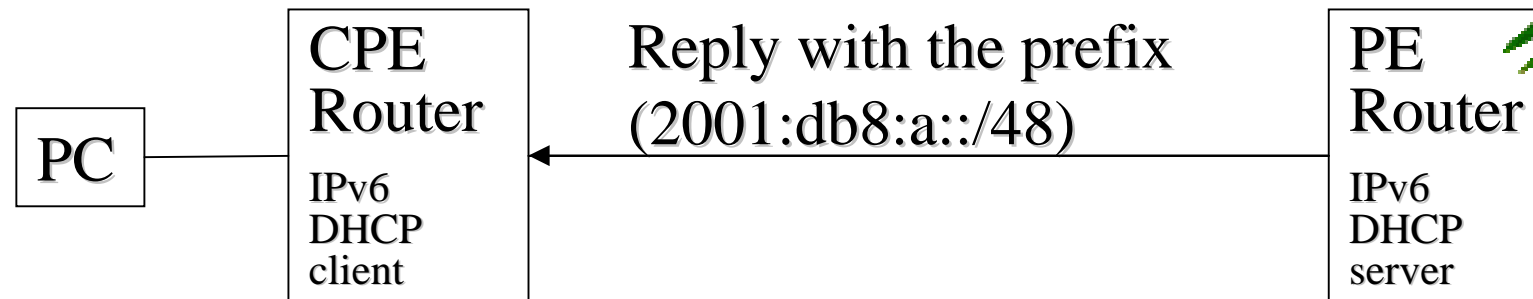 PC
CPE
Router
IPv6
DHCP
client
Reply with the prefix
(2001:db8:a::/48)
PE
Router
IPv6
DHCP
server